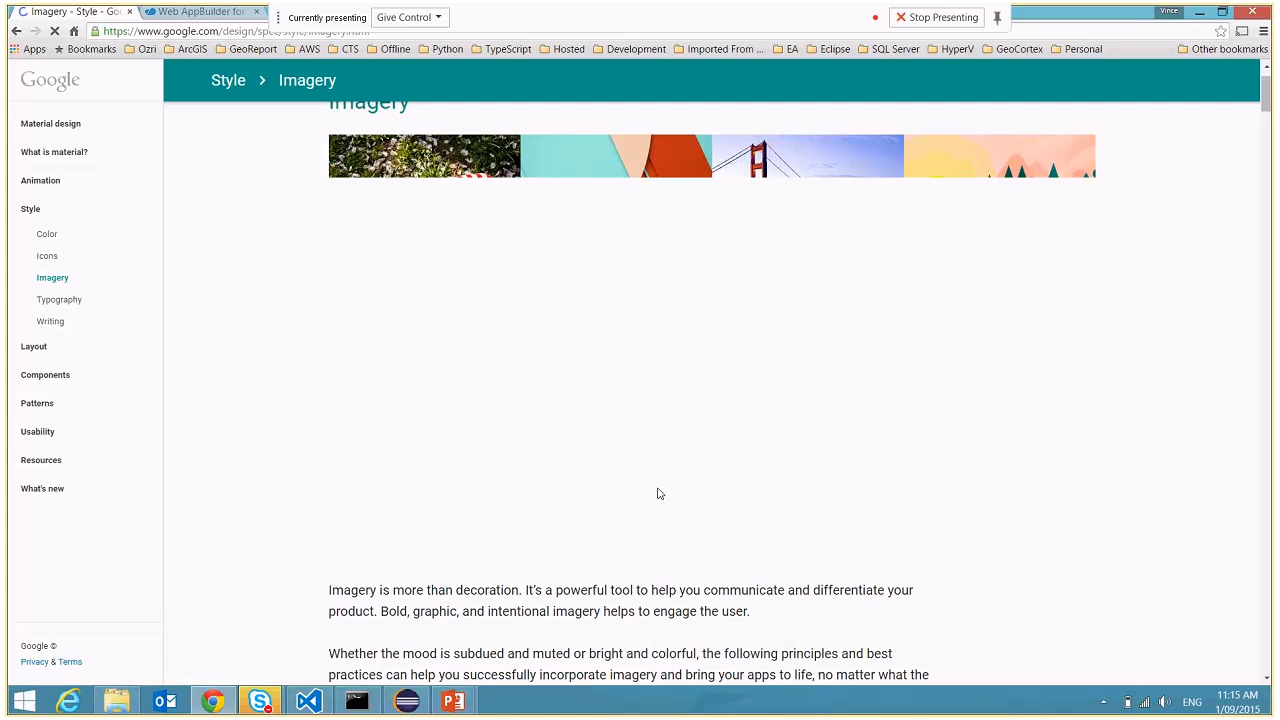 Imagery - Style - Goo
Web AppBuilder for
Currently presenting
Give Control
Stop Presenting
Vince
https://www.google.com/design/spec/style/imagery.html
Apps
Bookmarks
Ozri
ArcGIS
GeoReport
AWS
CTS
Offline
Python
TypeScript
Hosted
Development
Imported From ...
EA
Eclipse
SQL Server
HyperV
GeoCortex
Personal
Other bookmarks
Google
Style > Imagery
Imagery
Material design
What is material?
Animation
Style
Color
Icons
Imagery
Typography
Writing
Layout
Components
Patterns
Usability
Resources
What's new
Imagery is more than decoration. It's a powerful tool to help you communicate and differentiate your
product. Bold, graphic, and intentional imagery helps to engage the user.
Whether the mood is subdued and muted or bright and colorful, the following principles and best
practices can help you successfully incorporate imagery and bring your apps to life, no matter what the
Google ©
Privacy & Terms
ENG
11:15 AM
1/09/2015